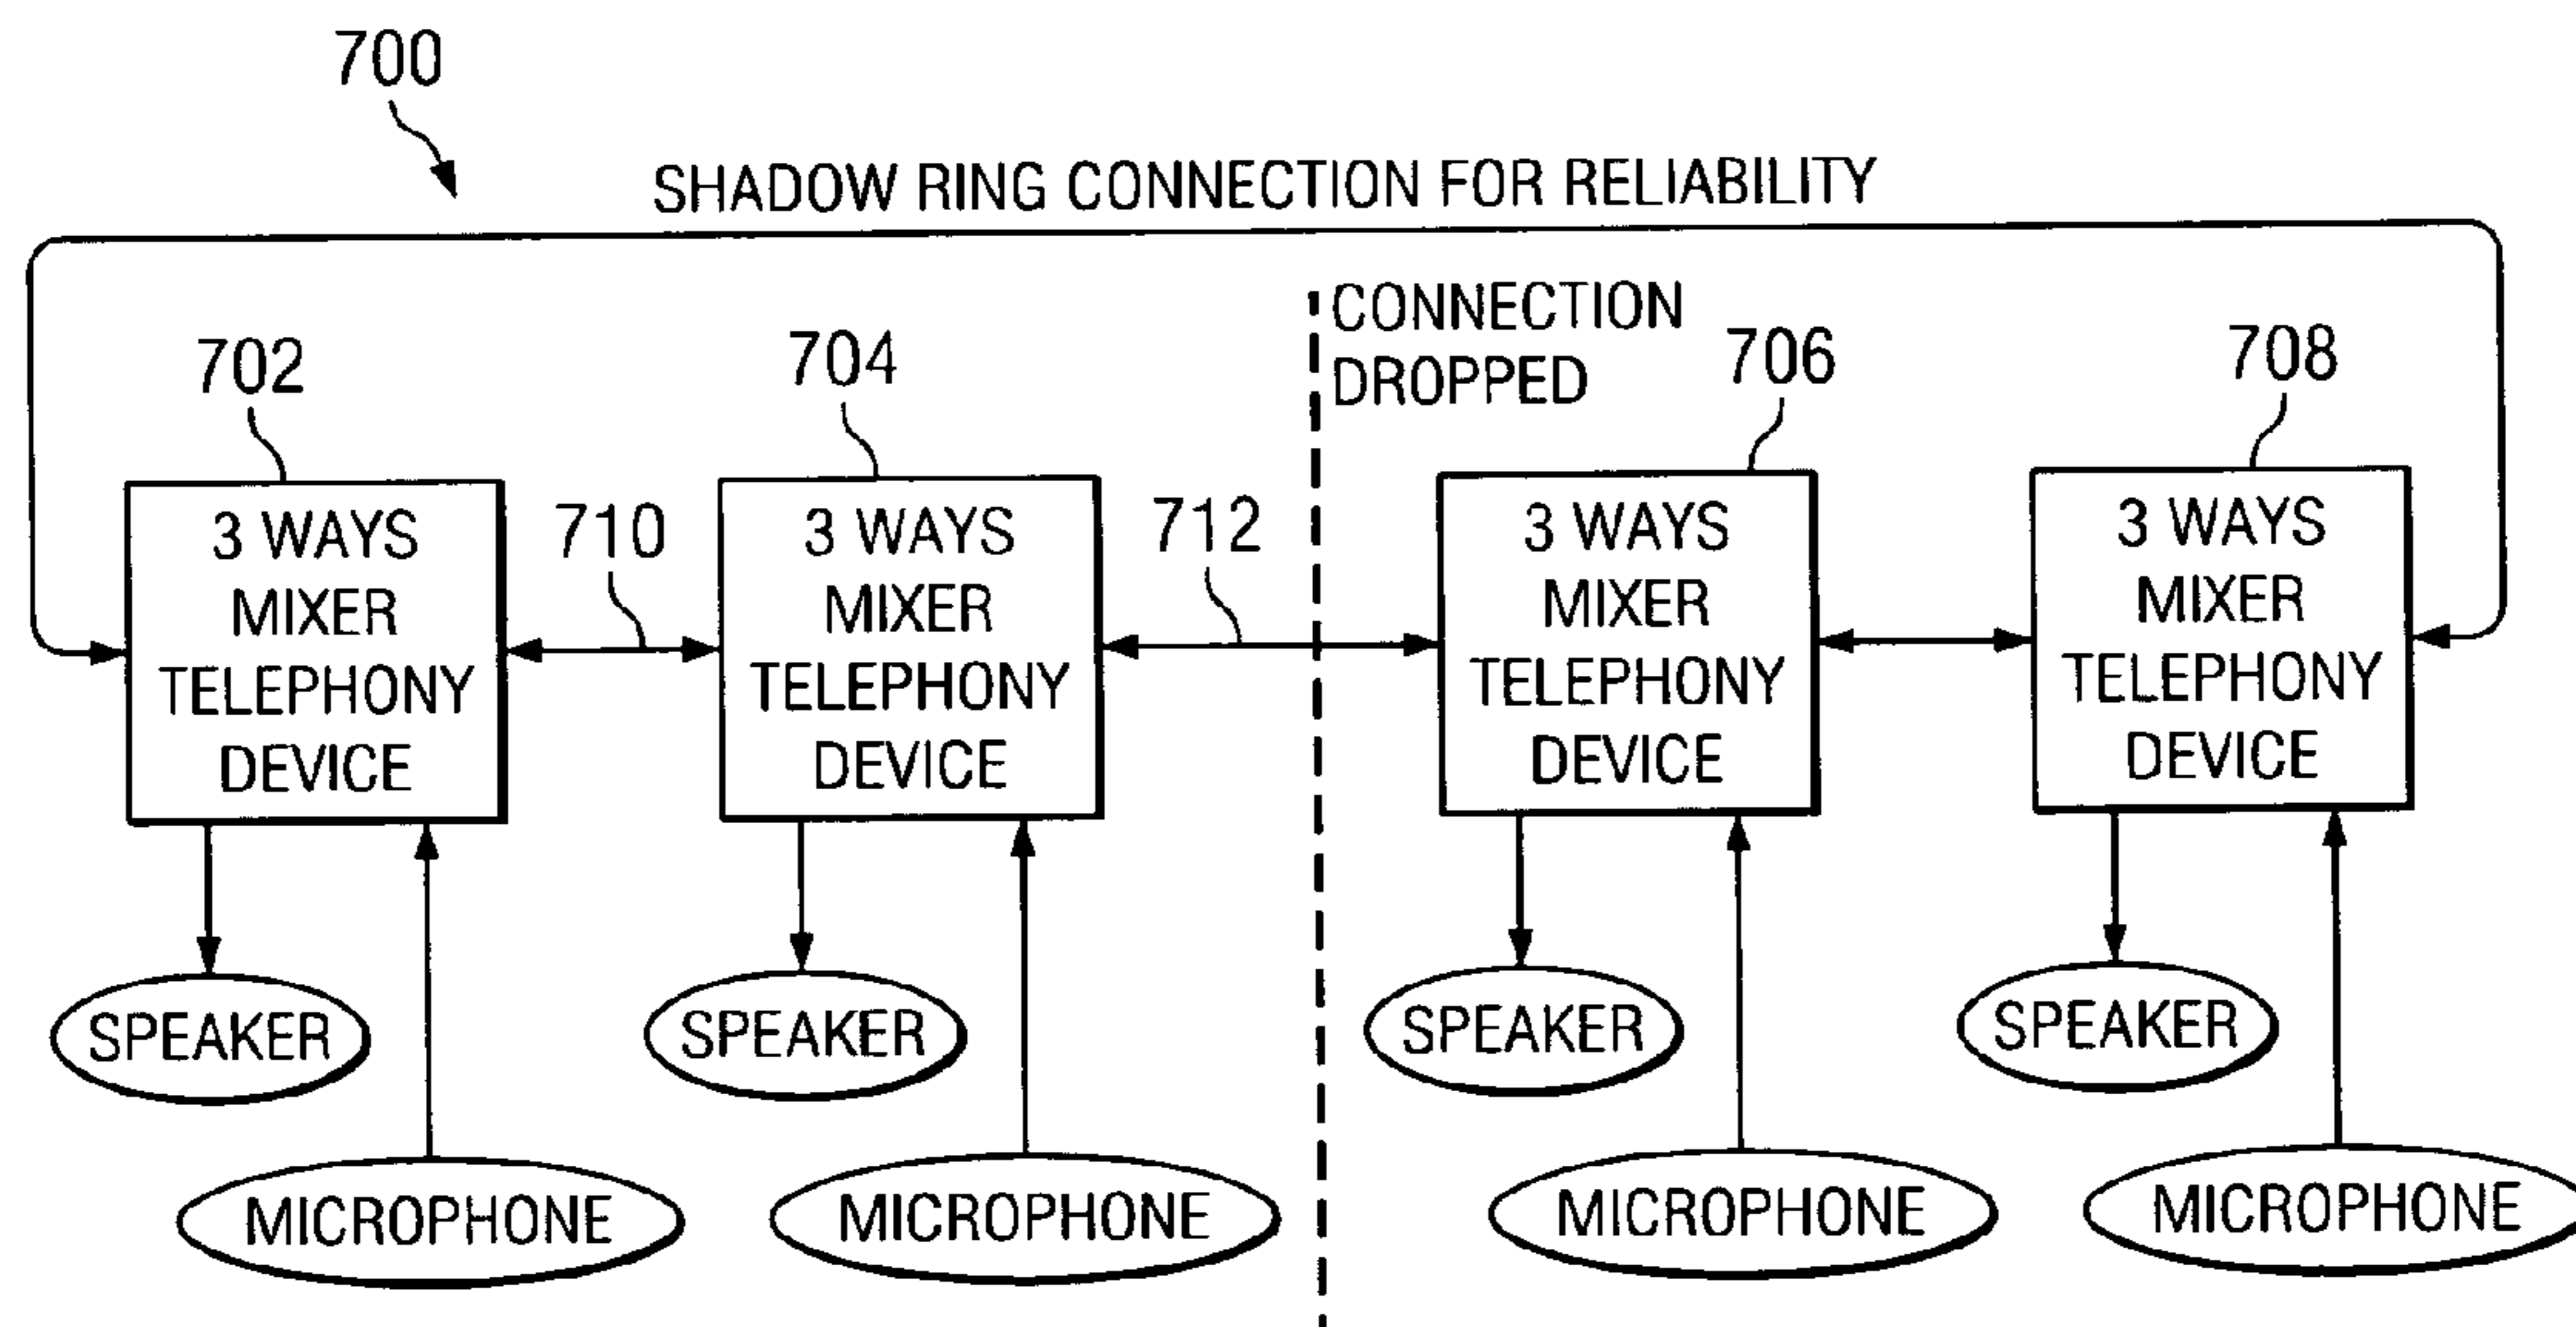 700
SHADOW RING CONNECTION FOR RELIABILITY
CONNECTION
DROPPED
702
704
706
708
3 WAYS
MIXER
TELEPHONY
DEVICE
710
3 WAYS
MIXER
TELEPHONY
DEVICE
712
3 WAYS
MIXER
TELEPHONY
DEVICE
3 WAYS
MIXER
TELEPHONY
DEVICE
SPEAKER
SPEAKER
SPEAKER
SPEAKER
MICROPHONE
MICROPHONE
MICROPHONE
MICROPHONE